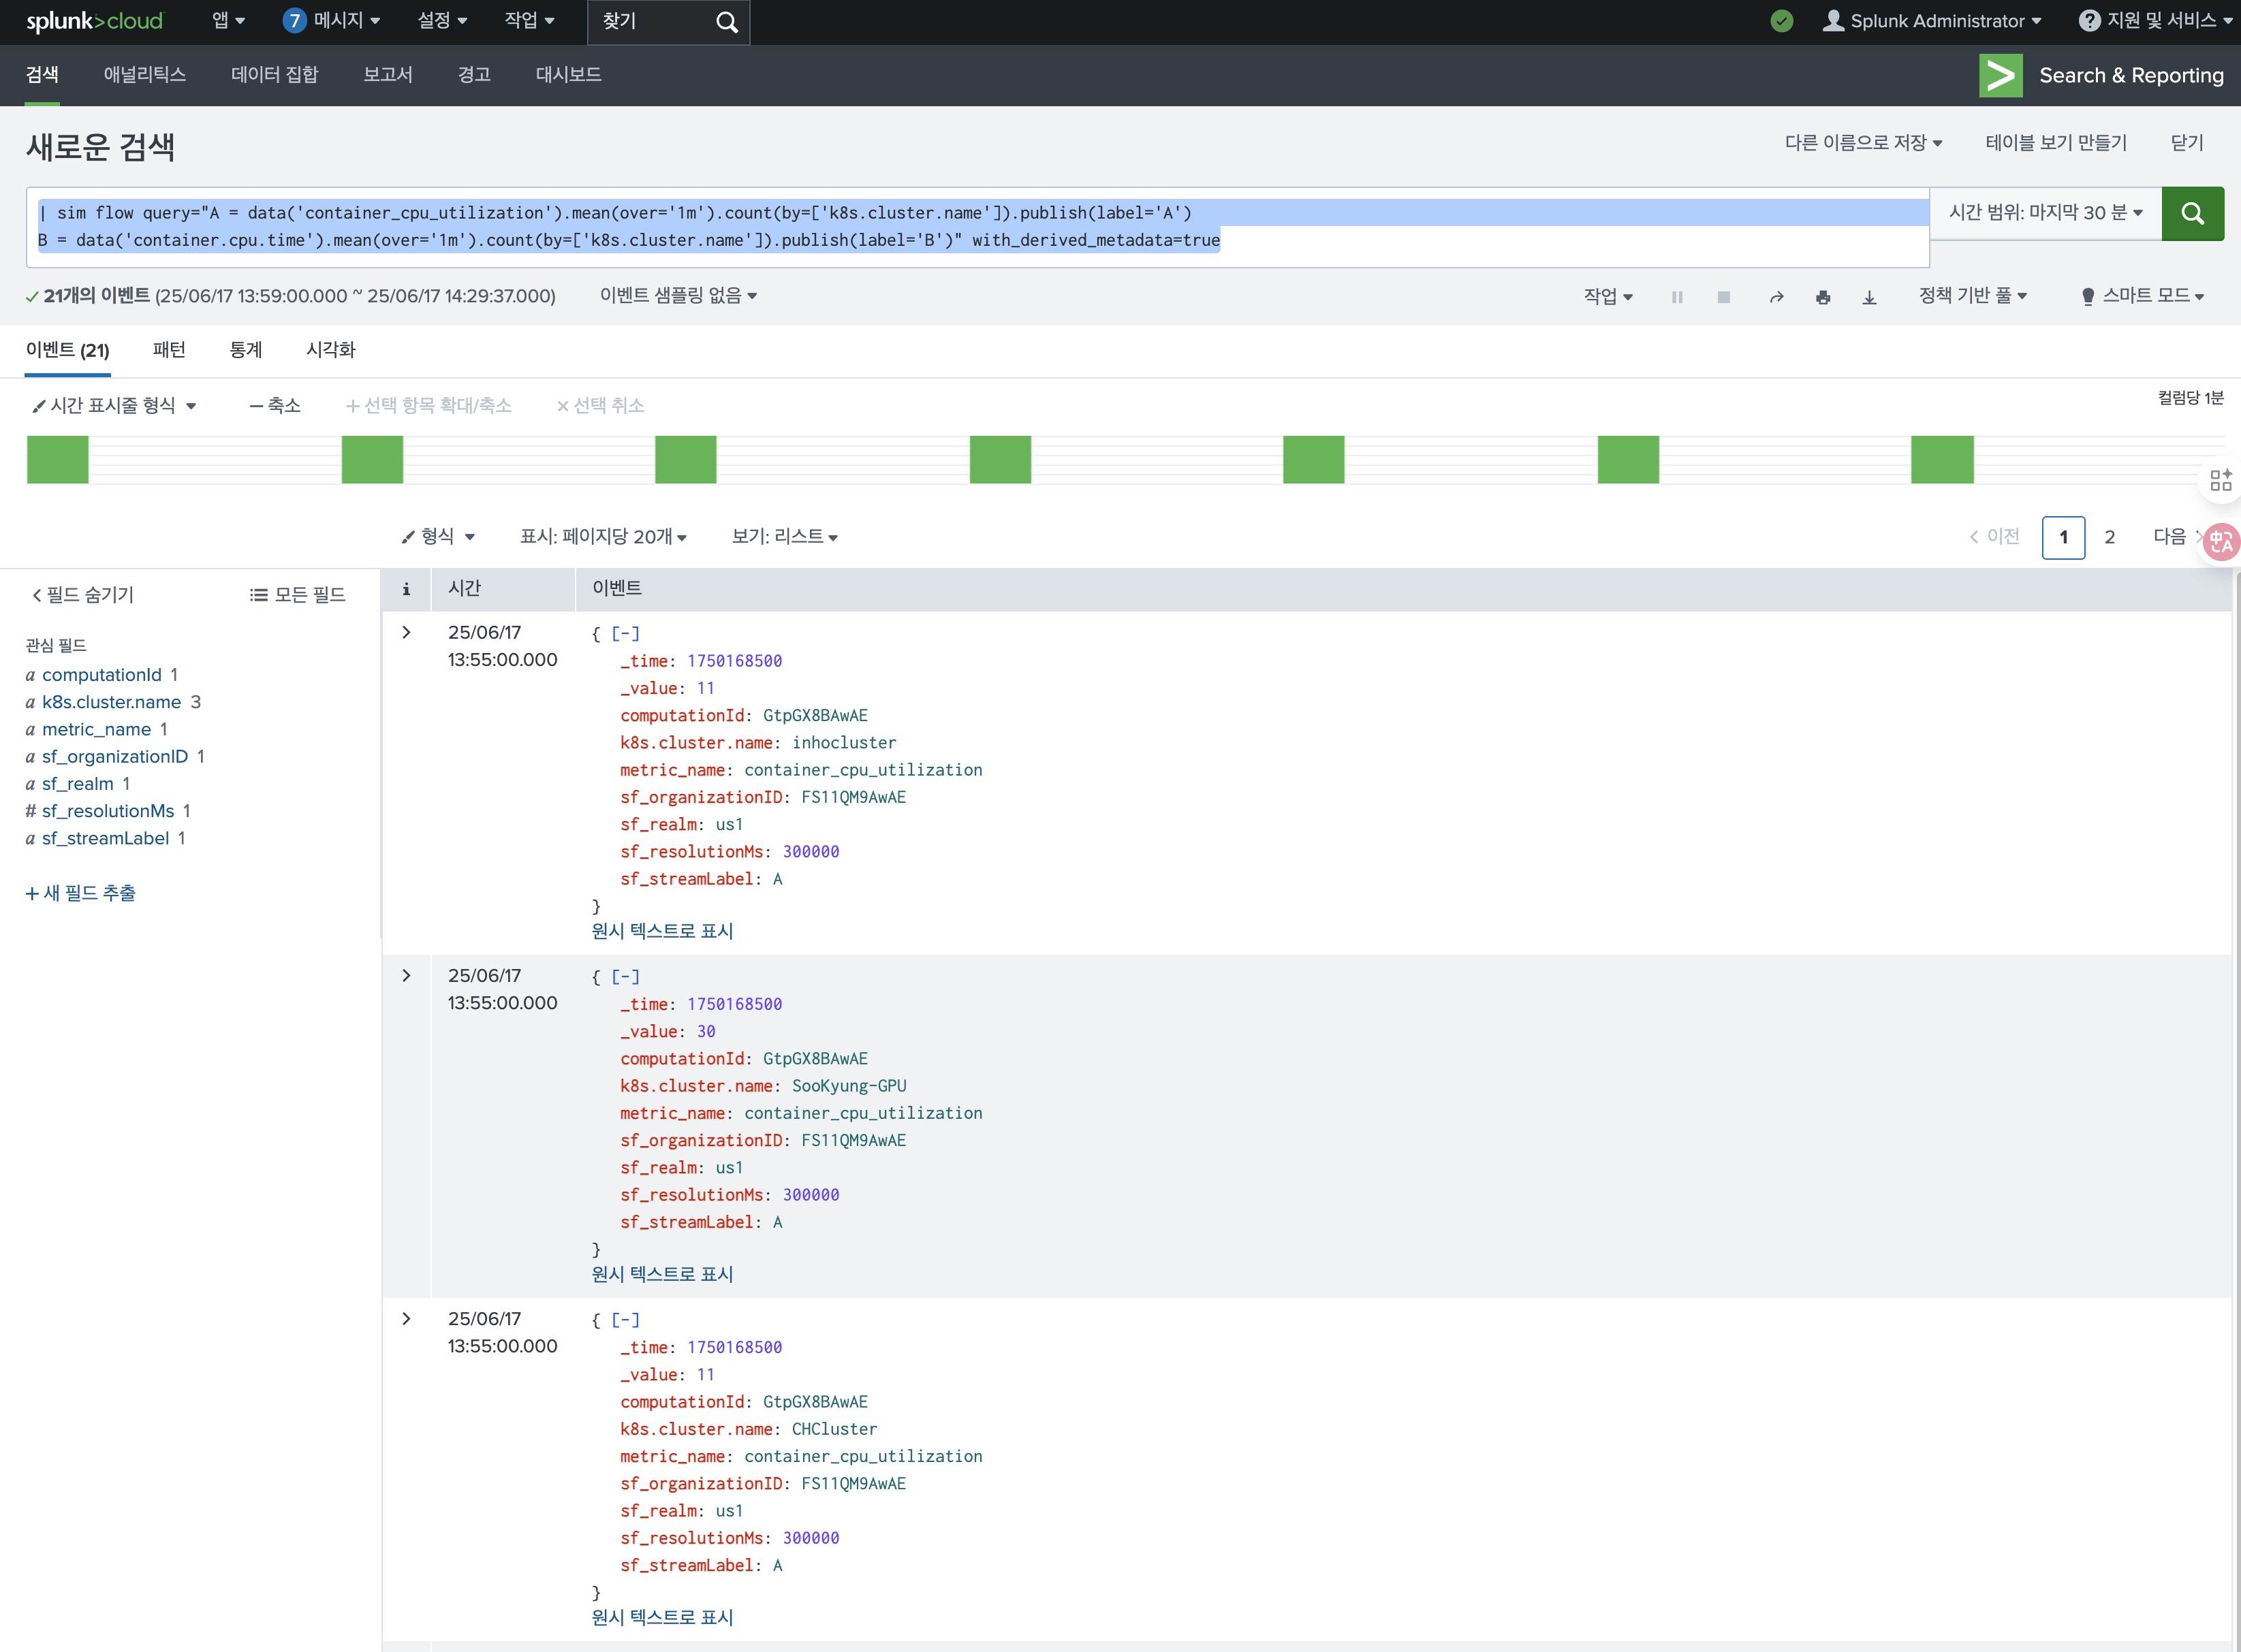 splunk>cloud 앱 7 메시지 설정 작업 찾기 Splunk Administrator ? 지원 및 서비스
검색 애널리틱스 데이터 집합 보고서 경고 대시보드 > Search & Reporting
새로운 검색 다른 이름으로 저장 테이블 보기 만들기 닫기
| sim flow query="A = data('container_cpu_utilization').mean(over='1m').count(by=['k8s.cluster.name']).publish(label='A')
B = data('container.cpu.time').mean(over='1m').count(by=['k8s.cluster.name']).publish(label='B')" with_derived_metadata=true
시간 범위: 마지막 30 분
21개의 이벤트 (25/06/17 13:59:00.000 ~ 25/06/17 14:29:37.000) 이벤트 샘플링 없음 작업 정책 기반 풀 스마트 모드
이벤트 (21) 패턴 통계 시각화
시간 표시줄 형식 — 축소 + 선택 항목 확대/축소 × 선택 취소 컬럼당 1분
형식 표시: 페이지당 20개 보기: 리스트 < 이전 1 2 다음 >
中A
< 필드 숨기기 모든 필드
관심 필드
a computationId 1
a k8s.cluster.name 3
a metric_name 1
a sf_organizationID 1
a sf_realm 1
# sf_resolutionMs 1
a sf_streamLabel 1
+ 새 필드 추출
i 시간 이벤트
> 25/06/17 13:55:00.000
{ [-]
_time: 1750168500
_value: 11
computationId: GtpGX8BAwAE
k8s.cluster.name: inhocluster
metric_name: container_cpu_utilization
sf_organizationID: FS11QM9AwAE
sf_realm: us1
sf_resolutionMs: 300000
sf_streamLabel: A
}
원시 텍스트로 표시
> 25/06/17 13:55:00.000
{ [-]
_time: 1750168500
_value: 30
computationId: GtpGX8BAwAE
k8s.cluster.name: SooKyung-GPU
metric_name: container_cpu_utilization
sf_organizationID: FS11QM9AwAE
sf_realm: us1
sf_resolutionMs: 300000
sf_streamLabel: A
}
원시 텍스트로 표시
> 25/06/17 13:55:00.000
{ [-]
_time: 1750168500
_value: 11
computationId: GtpGX8BAwAE
k8s.cluster.name: CHCluster
metric_name: container_cpu_utilization
sf_organizationID: FS11QM9AwAE
sf_realm: us1
sf_resolutionMs: 300000
sf_streamLabel: A
}
원시 텍스트로 표시